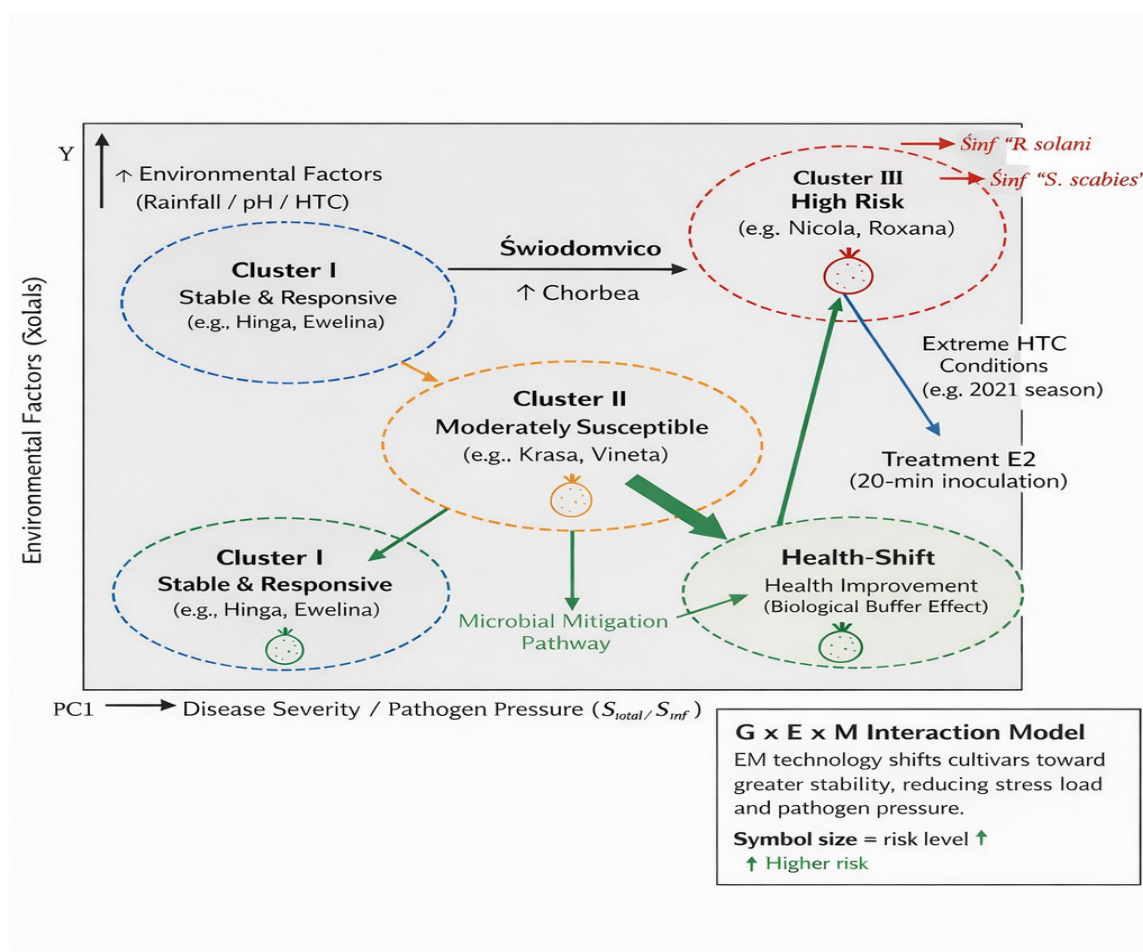 Śinf “R solani
Y
↑ Environmental Factors
(Rainfall / pH / HTC)
Cluster III
High Risk
(e.g. Nicola, Roxana)
Śinf “S. scabies’
Cluster I
Stable & Responsive
(e.g., Hinga, Ewelina)
Świodomvico
↑ Chorbea
Extreme HTC
Conditions
(e.g. 2021 season)
Cluster II
Moderately Susceptible
(e.g., Krasa, Vineta)
Treatment E2
(20-min inoculation)
Environmental Factors
Cluster I
Stable & Responsive
(e.g., Hinga, Ewelina)
Microbial Mitigation
Pathway
Health-Shift
Health Improvement
(Biological Buffer Effect)
PC1 → Disease Severity / Pathogen Pressure (Sıotal / Sınf )
G x E x M Interaction Model
EM technology shifts cultivars toward
greater stability, reducing stress load
and pathogen pressure.
Symbol size = risk level ↑
↑ Higher risk